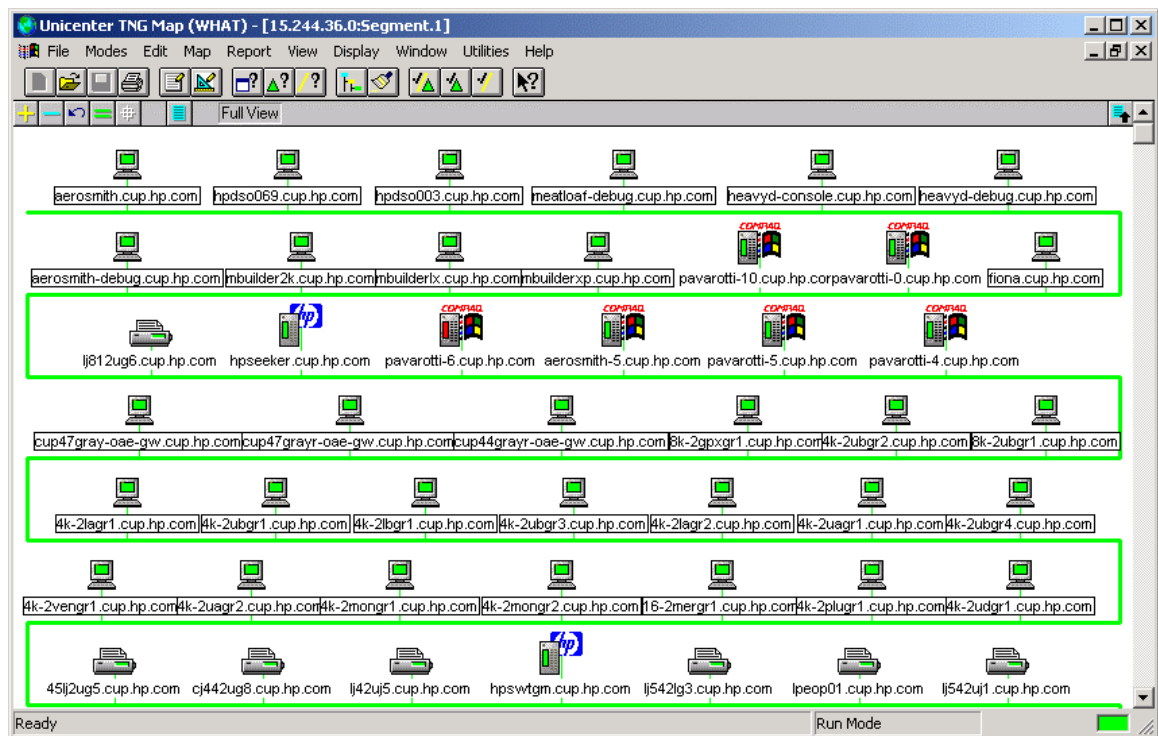 Unicenter TNG Map (WHAT) - [15.244.36.0:Segment.1]
File Modes Edit Map Report View Display Window Utilities Help
Full View
aerosmith.cup.hp.com hpdso069.cup.hp.com hpdso003.cup.hp.com meatloaf-debug.cup.hp.com heavyd-console.cup.hp.com heavyd-debug.cup.hp.com
COMPAQ COMPAQ
aerosmith-debug.cup.hp.com mbuilder2k.cup.hp.com mbuilderlx.cup.hp.com mbuilderxp.cup.hp.com pavarotti-10.cup.hp.cor pavarotti-0.cup.hp.com fiona.cup.hp.com
hp COMPAQ COMPAQ COMPAQ COMPAQ
lj812ug6.cup.hp.com hpseeker.cup.hp.com pavarotti-6.cup.hp.com aerosmith-5.cup.hp.com pavarotti-5.cup.hp.com pavarotti-4.cup.hp.com
cup47gray-oae-gw.cup.hp.com cup47grayr-oae-gw.cup.hp.com cup44grayr-oae-gw.cup.hp.com 8k-2gpxgr1.cup.hp.com 4k-2ubgr2.cup.hp.com 8k-2ubgr1.cup.hp.com
4k-2lagr1.cup.hp.com 4k-2ubgr1.cup.hp.com 4k-2lbgr1.cup.hp.com 4k-2ubgr3.cup.hp.com 4k-2lagr2.cup.hp.com 4k-2uagr1.cup.hp.com 4k-2ubgr4.cup.hp.com
4k-2vengr1.cup.hp.com 4k-2uagr2.cup.hp.com 4k-2mongr1.cup.hp.com 4k-2mongr2.cup.hp.com 16-2mergr1.cup.hp.com 4k-2plugr1.cup.hp.com 4k-2udgr1.cup.hp.com
hp
45lj2ug5.cup.hp.com cj442ug8.cup.hp.com lj42uj5.cup.hp.com hpswtgm.cup.hp.com lj542lg3.cup.hp.com lpeop01.cup.hp.com lj542uj1.cup.hp.com
Ready Run Mode